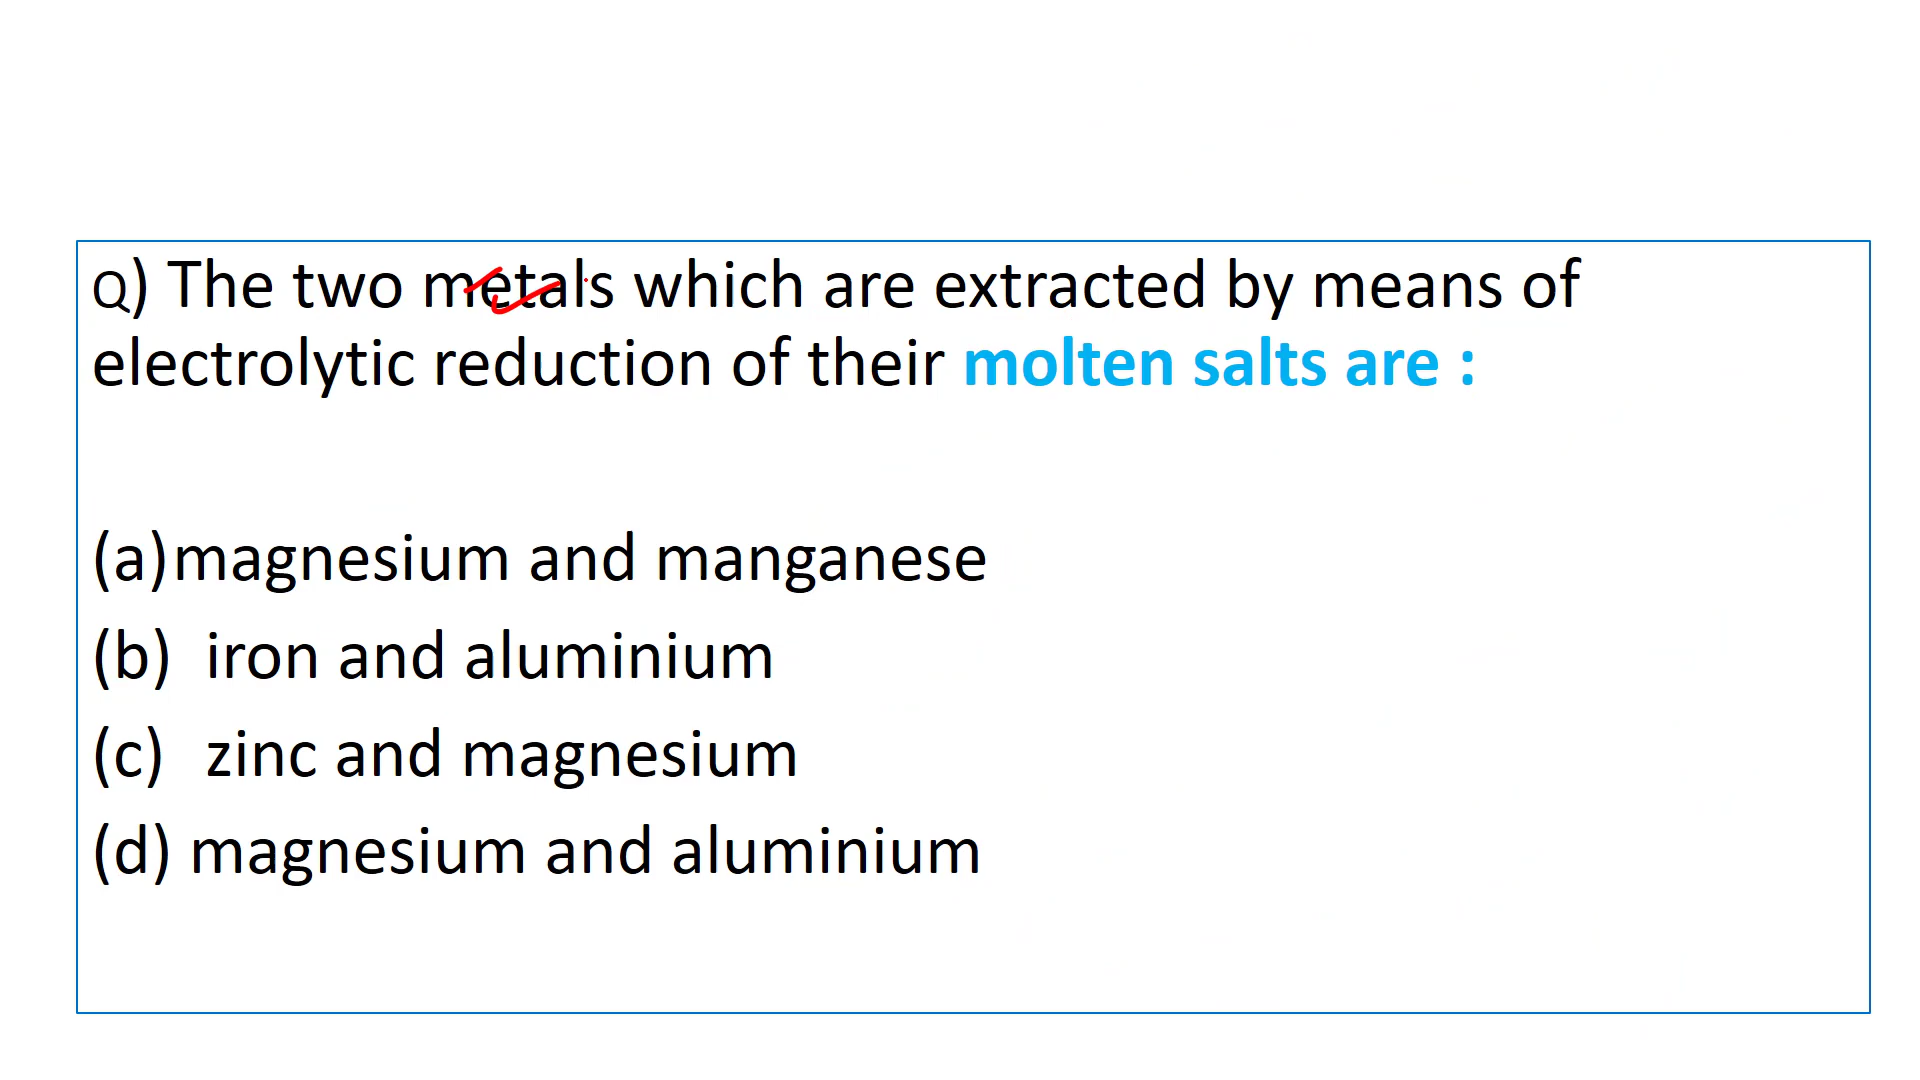 Q) The two metals which are extracted by means of
electrolytic reduction of their molten salts are :
(a)magnesium and manganese
(b) iron and aluminium
(c) zinc and magnesium
(d) magnesium and aluminium